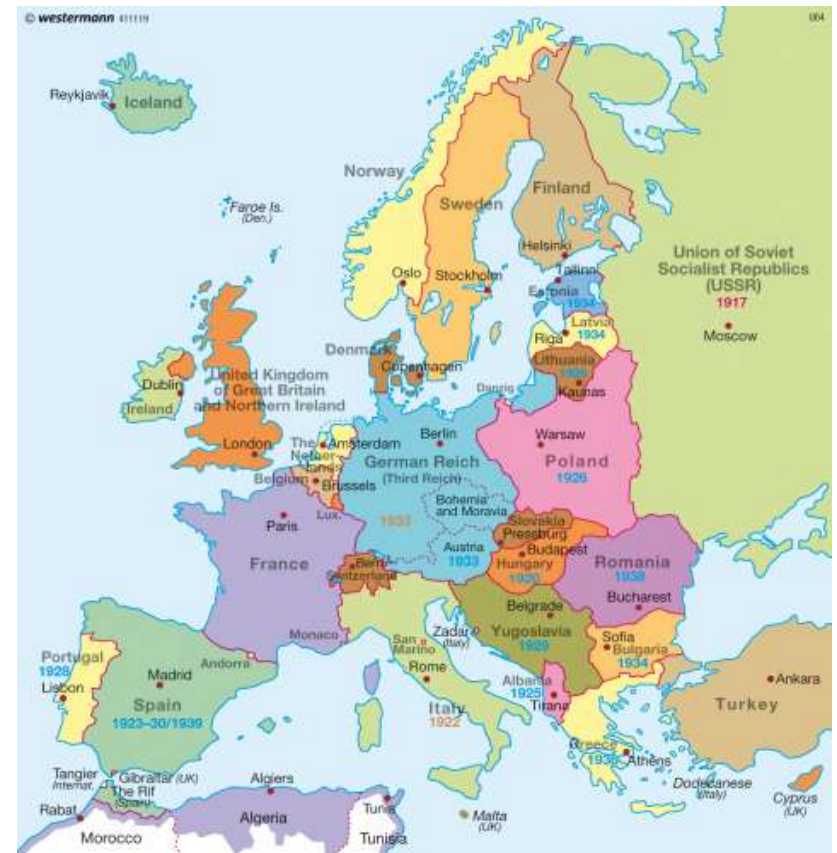 © westermann 411119
U64
Reykjavik
Iceland
Norway
Faroe Is.
(Den.)
Sweden
Finland
Helsinki
Oslo
Stockholm
Tallinn
Estonia
1934
Union of Soviet
Socialist Republics
(USSR)
1917
Moscow
Latvia
1934
Riga
Lithuania
Kaunas
Denmark
Copenhagen
Danzig
Dublin
Ireland
United Kingdom
of Great Britain
and Northern Ireland
London
The
Nether-
lands
Amsterdam
Belgium
Brussels
Lux.
Berlin
German Reich
(Third Reich)
1933
Bohemia
and Moravia
Austria
1933
Warsaw
Poland
1926
Slovakia
Pressburg
Budapest
Hungary
1920
Paris
France
Bern
Switzerland
Romania
1938
Bucharest
Belgrade
Yugoslavia
1929
Zadar
(Italy)
Sofia
Bulgaria
1934
Monaco
San
Marino
Andorra
Rome
Italy
1922
Albania
1925
Tirana
Portugal
1928
Lisbon
Madrid
Spain
1923–30/1939
Ankara
Turkey
Greece
Athens
Dodecanese
(Italy)
Cyprus
(UK)
Tangier
(Internat.)
Gibraltar (UK)
The Rif
(Spain)
Rabat
Morocco
Algiers
Algeria
Tunis
Tunisia
Malta
(UK)